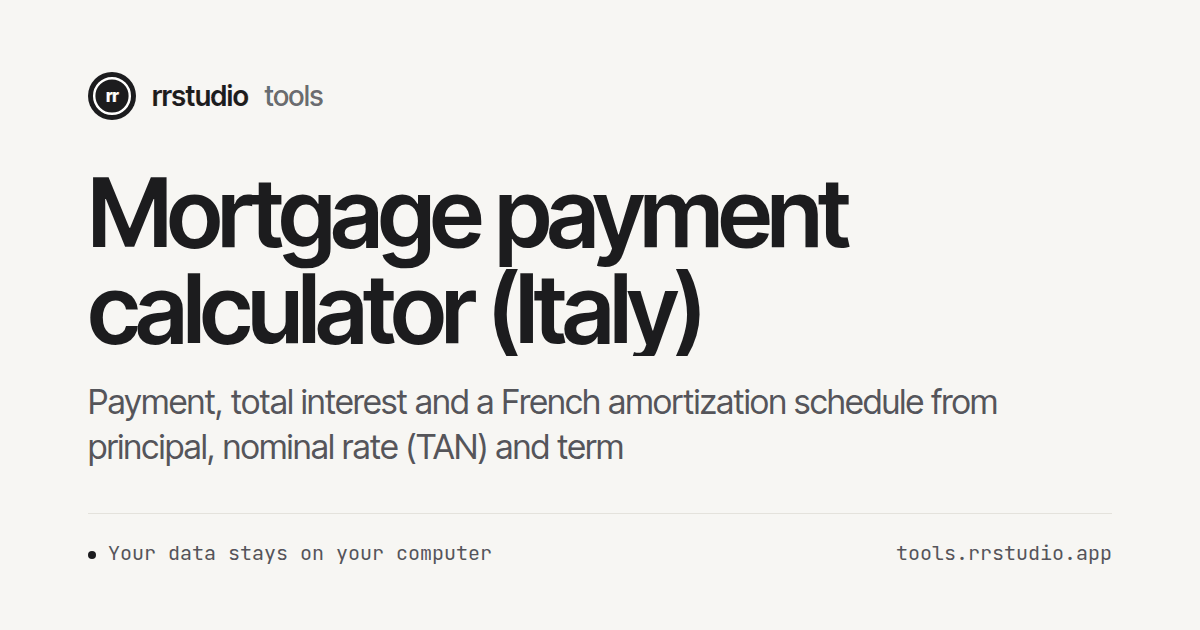 rr rrstudio tools
Mortgage payment
calculator (Italy)
Payment, total interest and a French amortization schedule from
principal, nominal rate (TAN) and term
Your data stays on your computer
tools.rrstudio.app